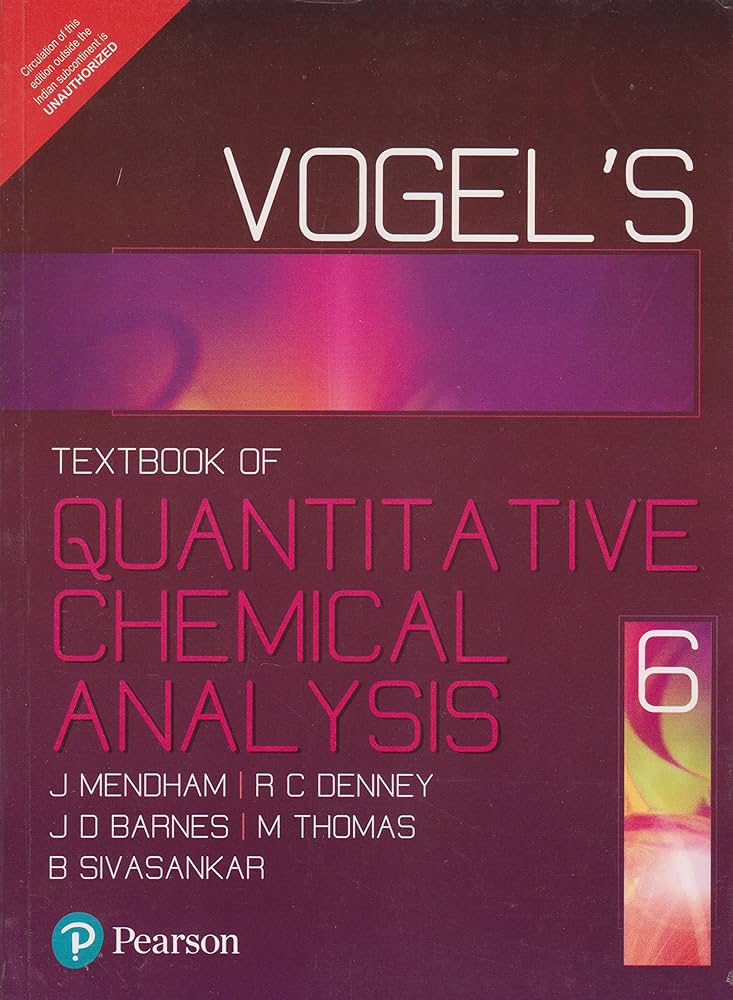 Circulation of this
edition outside the
Indian subcontinent is
UNAUTHORIZED
VOGEL'S
TEXTBOOK OF
QUANTITATIVE
CHEMICAL
ANALYSIS
6
J MENDHAM | R C DENNEY
J D BARNES | M THOMAS
B SIVASANKAR
P Pearson